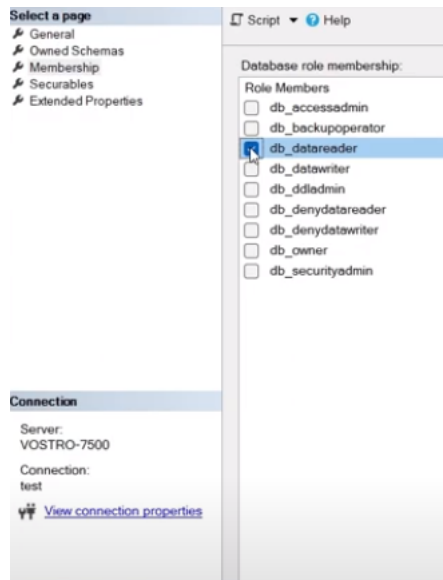 Select a page
General
Owned Schemas
Membership
Securables
Extended Properties
Script Help
Database role membership:
Role Members
db_accessadmin
db_backupoperator
db_datareader
db_datawriter
db_ddladmin
db_denydatareader
db_denydatawriter
db_owner
db_securityadmin
Connection
Server:
VOSTRO-7500
Connection:
test
View connection properties